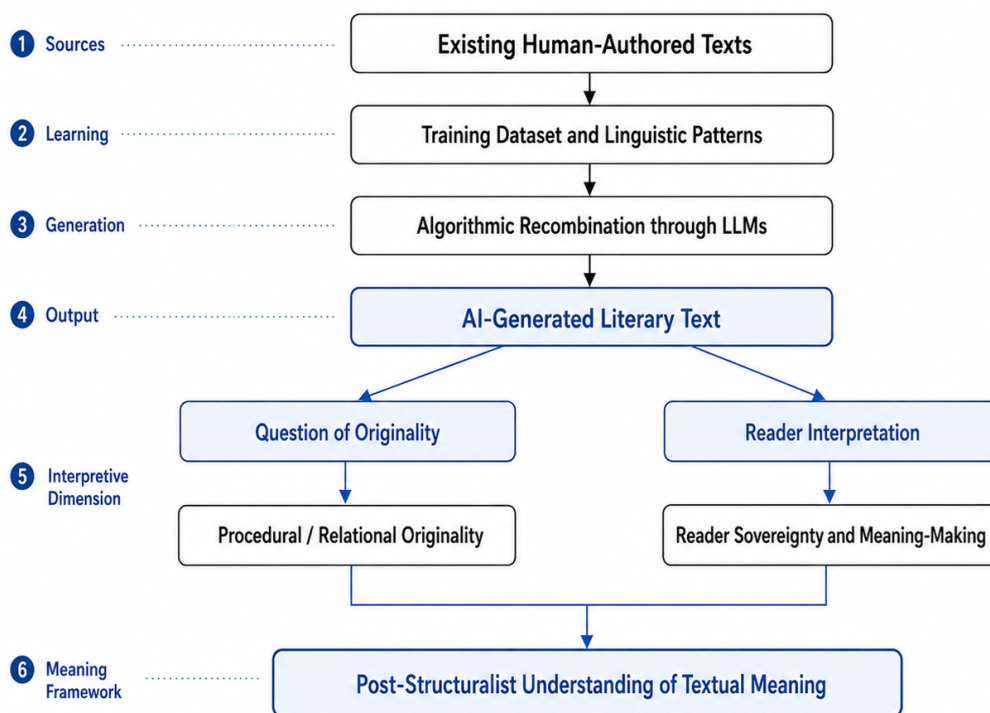 1 Sources
Existing Human-Authored Texts
2 Learning
Training Dataset and Linguistic Patterns
3 Generation
Algorithmic Recombination through LLMs
4 Output
AI-Generated Literary Text
Question of Originality
Reader Interpretation
5 Interpretive
Dimension
Procedural / Relational Originality
Reader Sovereignty and Meaning-Making
6 Meaning
Framework
Post-Structuralist Understanding of Textual Meaning